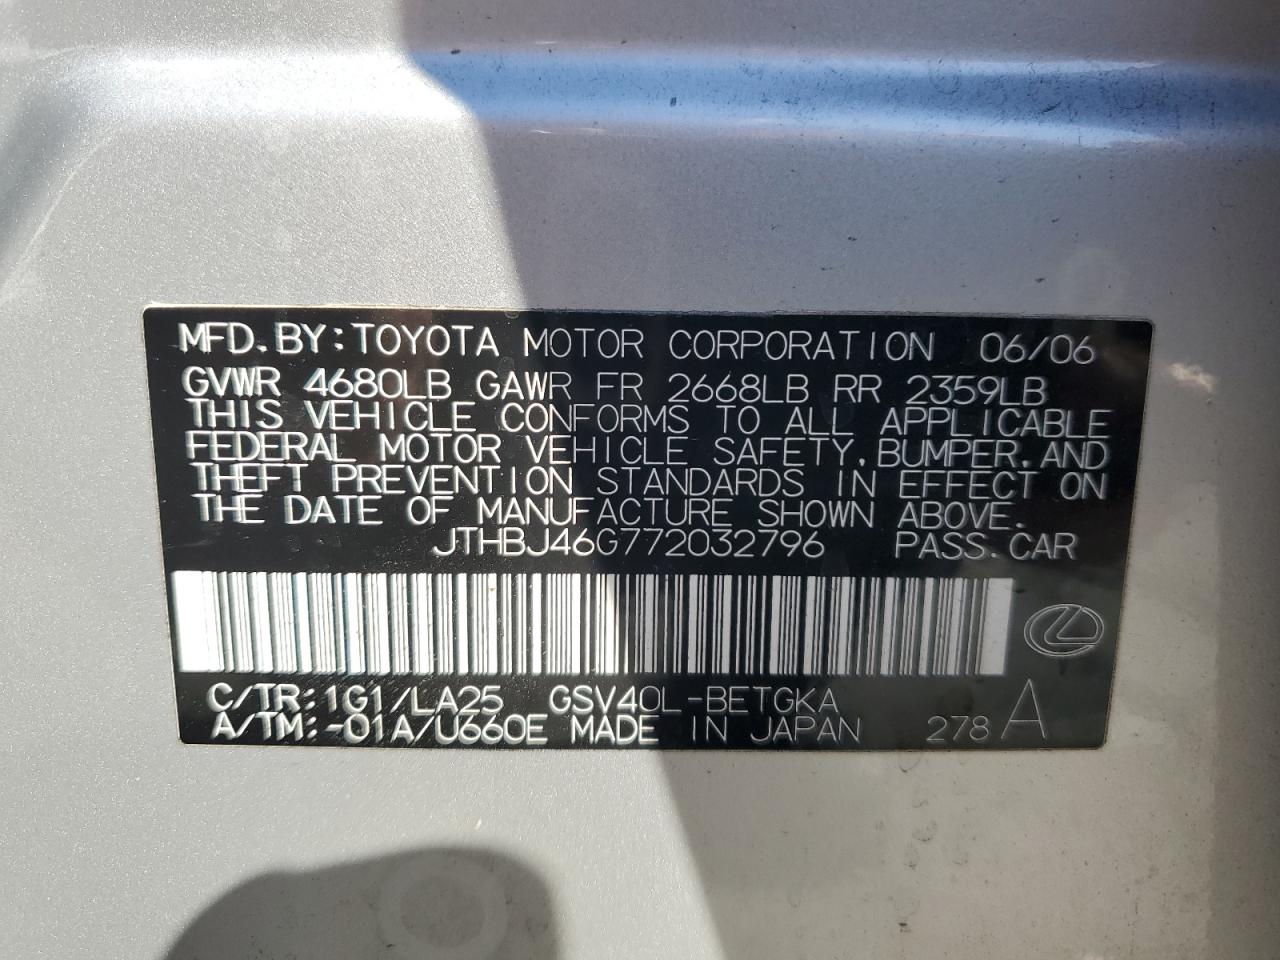 MFD. BY: TOYOTA MOTOR CORPORATION 06/06
GVWR 4680LB GAWR FR 2668LB RR 2359LB
THIS VEHICLE CONFORMS TO ALL APPLICABLE
FEDERAL MOTOR VEHICLE SAFETY, BUMPER, AND
THEFT PREVENTION STANDARDS IN EFFECT ON
THE DATE OF MANUFACTURE SHOWN ABOVE.
JTHBJ46G772032796 PASS. CAR
C/TR: 1G1/LA25 GSV40L-BETGKA
A/TM: -01A/U660E MADE IN JAPAN 278 A